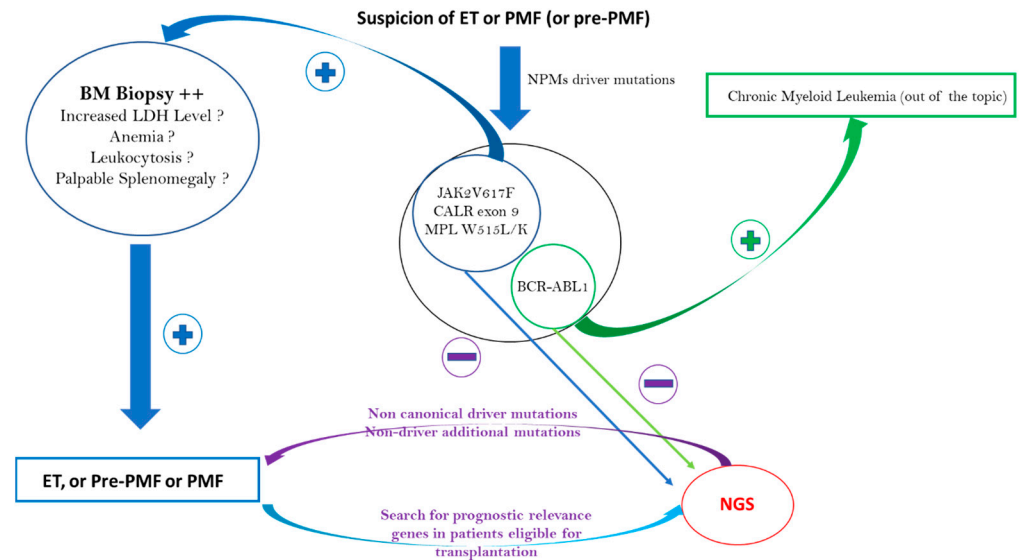 Suspicion of ET or PMF (or pre-PMF)
NPMs driver mutations
BM Biopsy ++
Increased LDH Level ?
Anemia ?
Leukocytosis ?
Palpable Splenomegaly ?
Chronic Myeloid Leukemia (out of the topic)
JAK2V617F
CALR exon 9
MPL W515L/K
BCR-ABL1
Non canonical driver mutations
Non-driver additional mutations
ET, or Pre-PMF or PMF
NGS
Search for prognostic relevance
genes in patients eligible for
transplantation